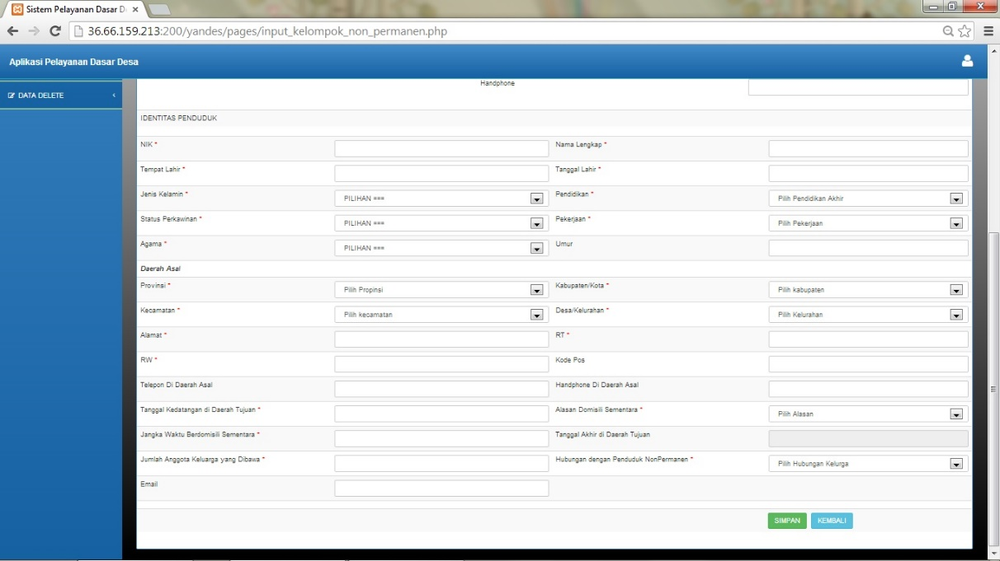 Sistem Pelayanan Dasar D
36.66.159.213:200/yandes/pages/input_kelompok_non_permanen.php
Aplikasi Pelayanan Dasar Desa
DATA DELETE
Handphone
IDENTITAS PENDUDUK
NIK * Nama Lengkap *
Tempat Lahir * Tanggal Lahir *
Jenis Kelamin * PILIHAN === Pendidikan * Pilih Pendidikan Akhir
Status Perkawinan * PILIHAN === Pekerjaan * Pilih Pekerjaan
Agama * PILIHAN === Umur
Daerah Asal
Provinsi * Pilih Propinsi Kabupaten/Kota * Pilih kabupaten
Kecamatan * Pilih kecamatan Desa/Kelurahan * Pilih Kelurahan
Alamat * RT *
RW * Kode Pos
Telepon Di Daerah Asal Handphone Di Daerah Asal
Tanggal Kedatangan di Daerah Tujuan * Alasan Domisili Sementara * Pilih Alasan
Jangka Waktu Berdomisili Sementara * Tanggal Akhir di Daerah Tujuan
Jumlah Anggota Keluarga yang Dibawa * Hubungan dengan Penduduk NonPermanen * Pilih Hubungan Kelurga
Email
SIMPAN KEMBALI